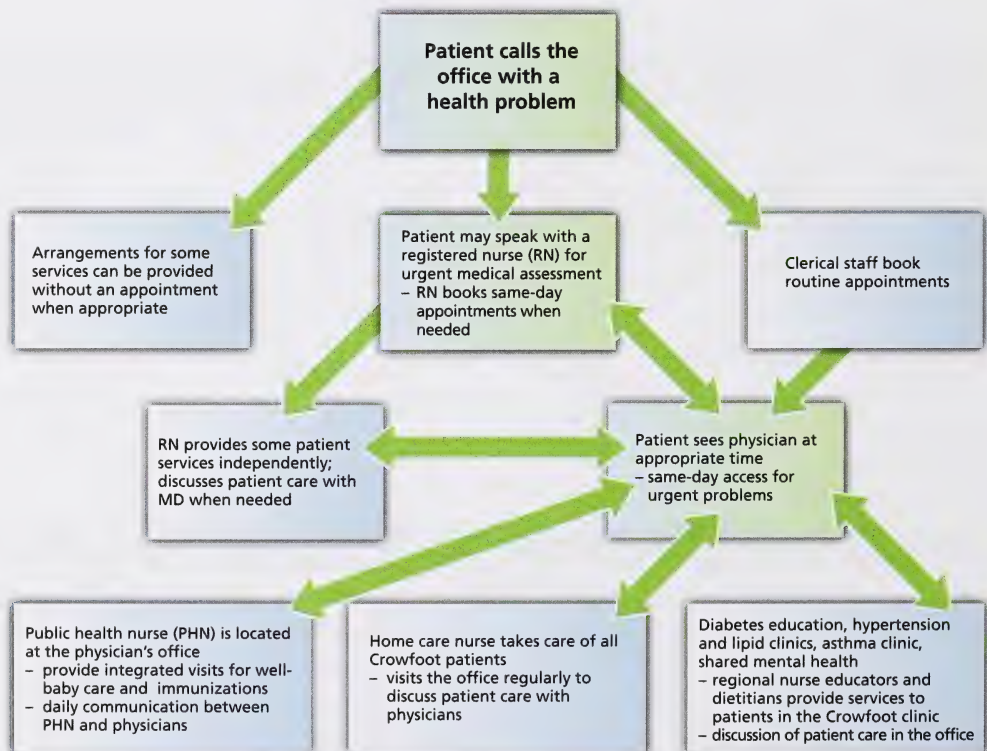 Patient calls the
office with a
health problem
Arrangements for some
services can be provided
without an appointment
when appropriate
Patient may speak with a
registered nurse (RN) for
urgent medical assessment
– RN books same-day
appointments when
needed
Clerical staff book
routine appointments
RN provides some patient
services independently;
discusses patient care with
MD when needed
Patient sees physician at
appropriate time
– same-day access for
urgent problems
Public health nurse (PHN) is located
at the physician's office
– provide integrated visits for well-
baby care and immunizations
– daily communication between
PHN and physicians
Home care nurse takes care of all
Crowfoot patients
– visits the office regularly to
discuss patient care with
physicians
Diabetes education, hypertension
and lipid clinics, asthma clinic,
shared mental health
– regional nurse educators and
dietitians provide services to
patients in the Crowfoot clinic
– discussion of patient care in the office